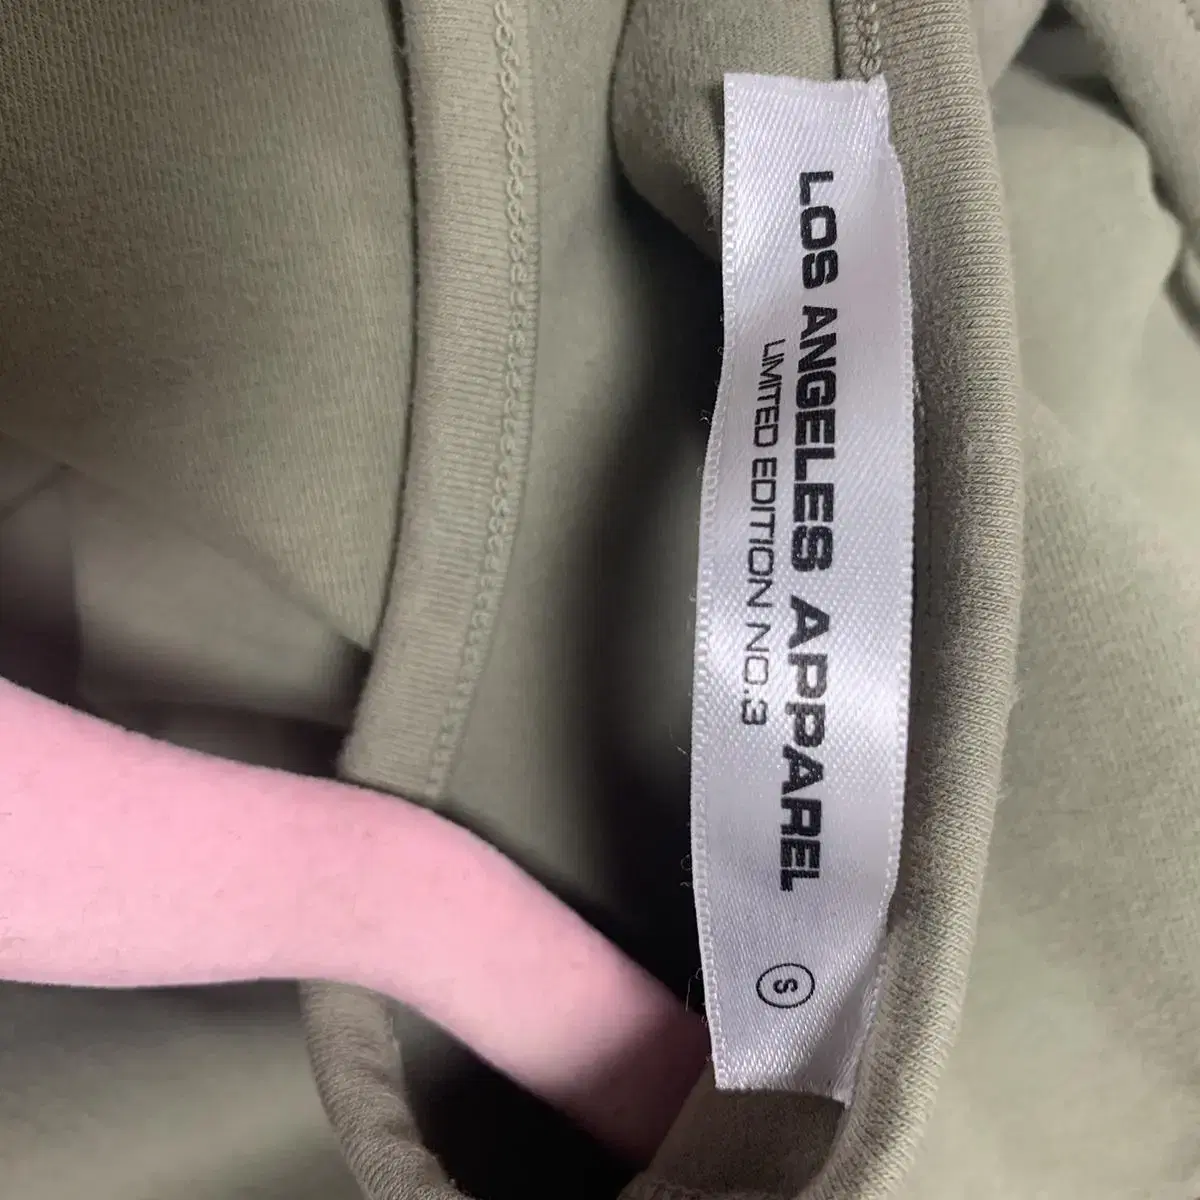 LOS ANGELES APPAREL
LIMITED EDITION NO.3
S